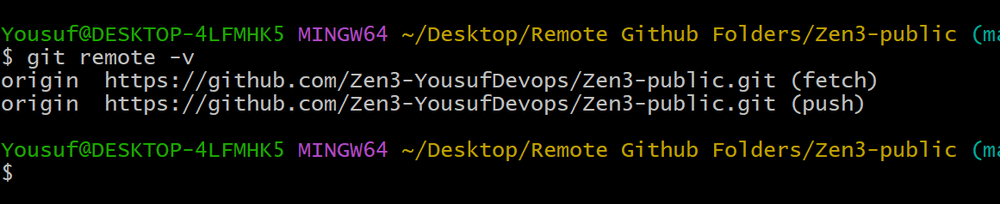 Yousuf@DESKTOP-4LFMHK5 MINGW64 ~/Desktop/Remote Github Folders/Zen3-public (ma
$ git remote -v
origin  https://github.com/Zen3-YousufDevops/Zen3-public.git (fetch)
origin  https://github.com/Zen3-YousufDevops/Zen3-public.git (push)
Yousuf@DESKTOP-4LFMHK5 MINGW64 ~/Desktop/Remote Github Folders/Zen3-public (ma
$